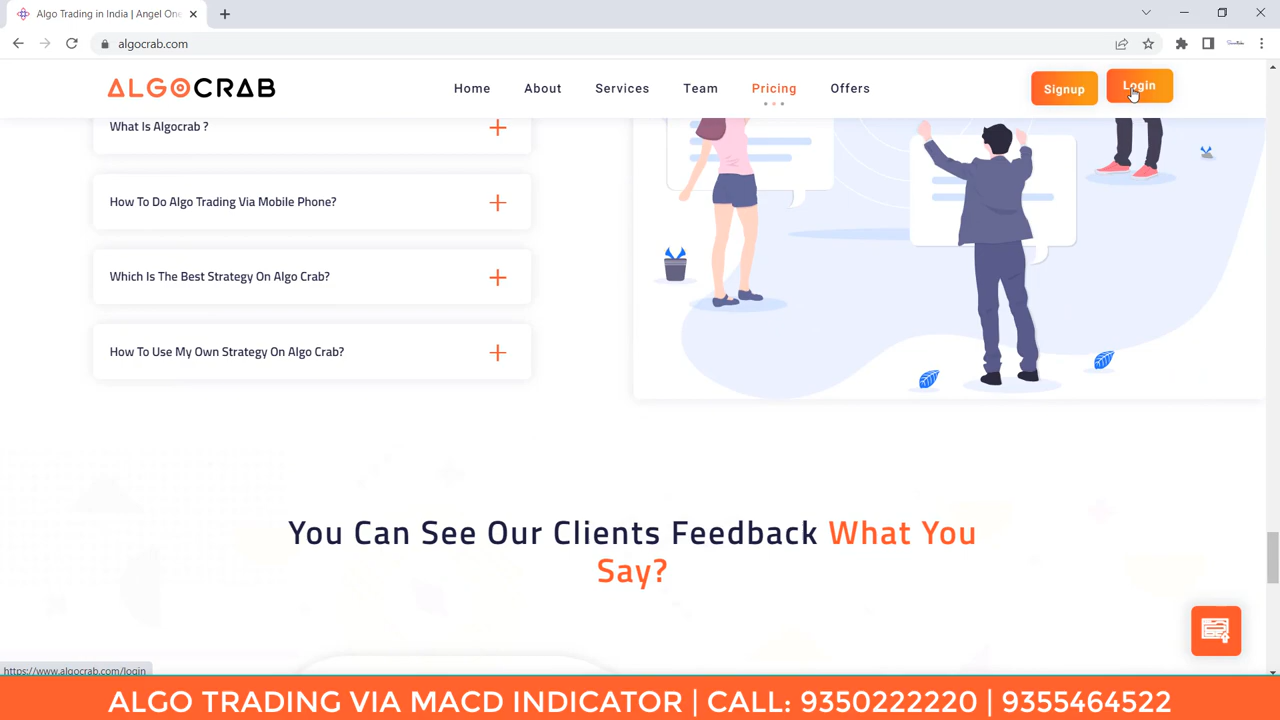 Algo Trading in India | Angel One
algocrab.com
ALGOCRAB
Home
About
Services
Team
Pricing
Offers
Signup
Login
What Is Algocrab ?
How To Do Algo Trading Via Mobile Phone?
Which Is The Best Strategy On Algo Crab?
How To Use My Own Strategy On Algo Crab?
You Can See Our Clients Feedback What You
Say?
https://www.algocrab.com/login
ALGO TRADING VIA MACD INDICATOR | CALL: 9350222220 | 9355464522